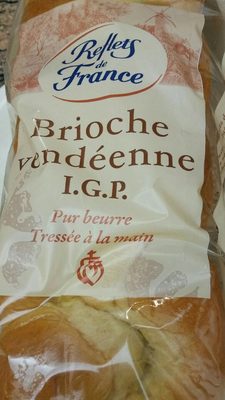 Reflets
de
France
Brioche
vendéenne
I.G.P.
Pur beurre
Tressée à la main